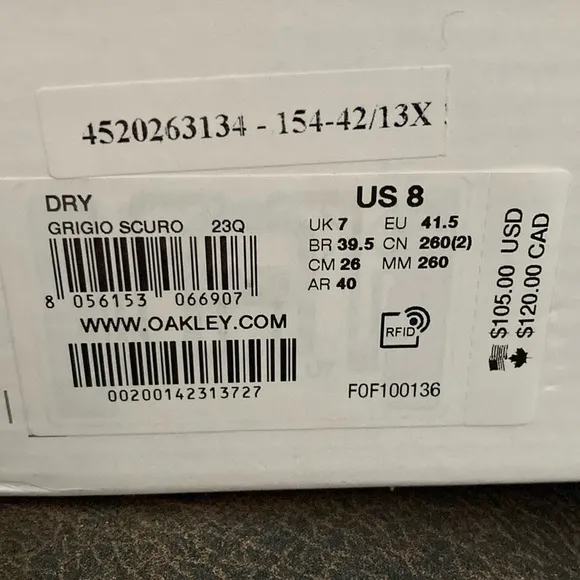 4520263134 - 154-42/13X
DRY
GRIGIO SCURO 23Q
8 056153 066907
WWW.OAKLEY.COM
00200142313727
US 8
UK 7 EU 41.5
BR 39.5 CN 260(2)
CM 26 MM 260
AR 40
RFID
F0F100136
$105.00 USD
$120.00 CAD